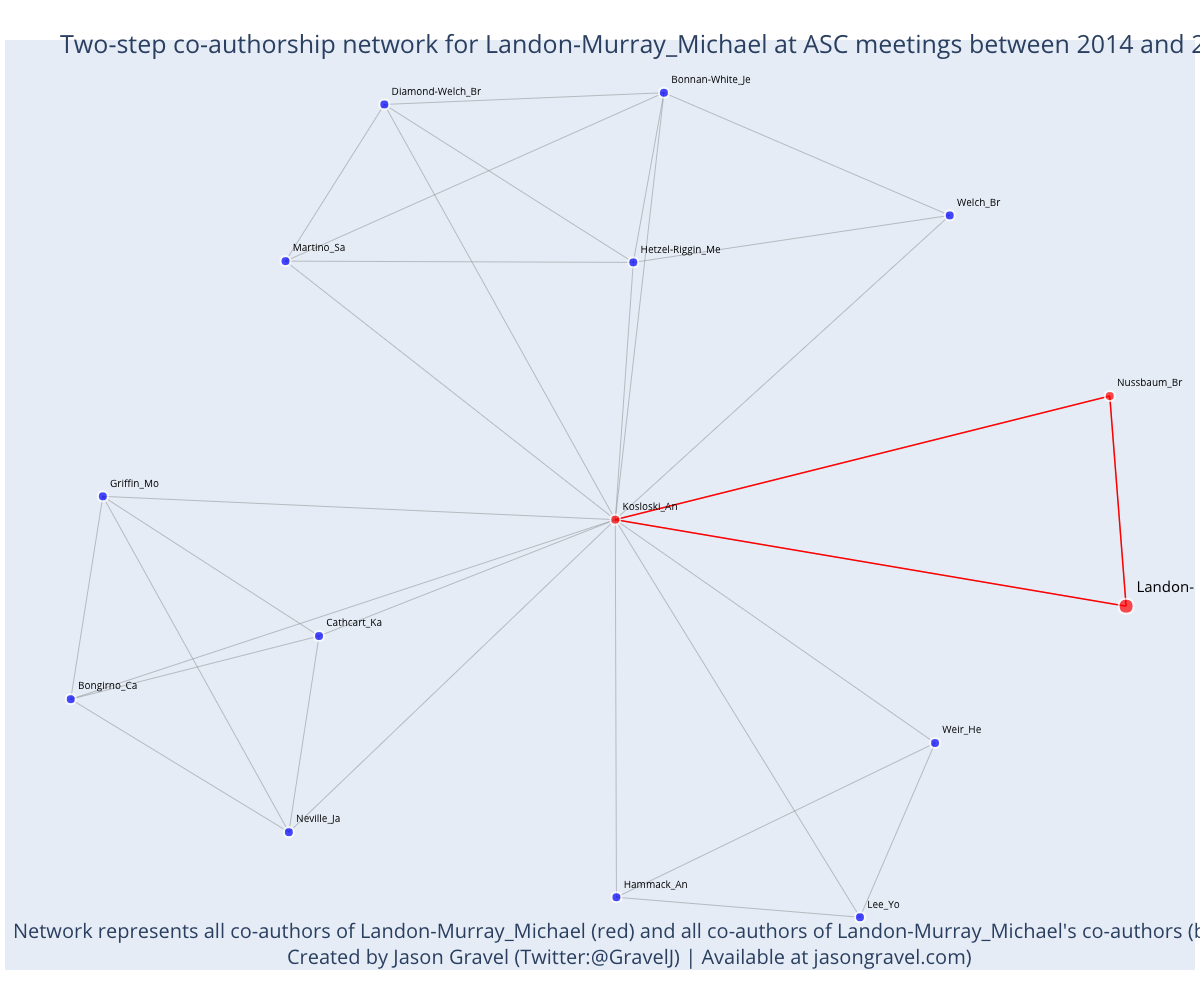 Two-step co-authorship network for Landon-Murray_Michael at ASC meetings between 2014 and 2
Bonnan-White_Je
Diamond-Welch_Br
Welch_Br
Martino_Sa
Hetzel-Riggin_Me
Nussbaum_Br
Griffin_Mo
Kosloski_An
Landon-
Cathcart_Ka
Bongirno_Ca
Weir_He
Neville_Ja
Hammack_An
Lee_Yo
Network represents all co-authors of Landon-Murray_Michael (red) and all co-authors of Landon-Murray_Michael's co-authors (b
Created by Jason Gravel (Twitter:@GravelJ) | Available at jasongravel.com)